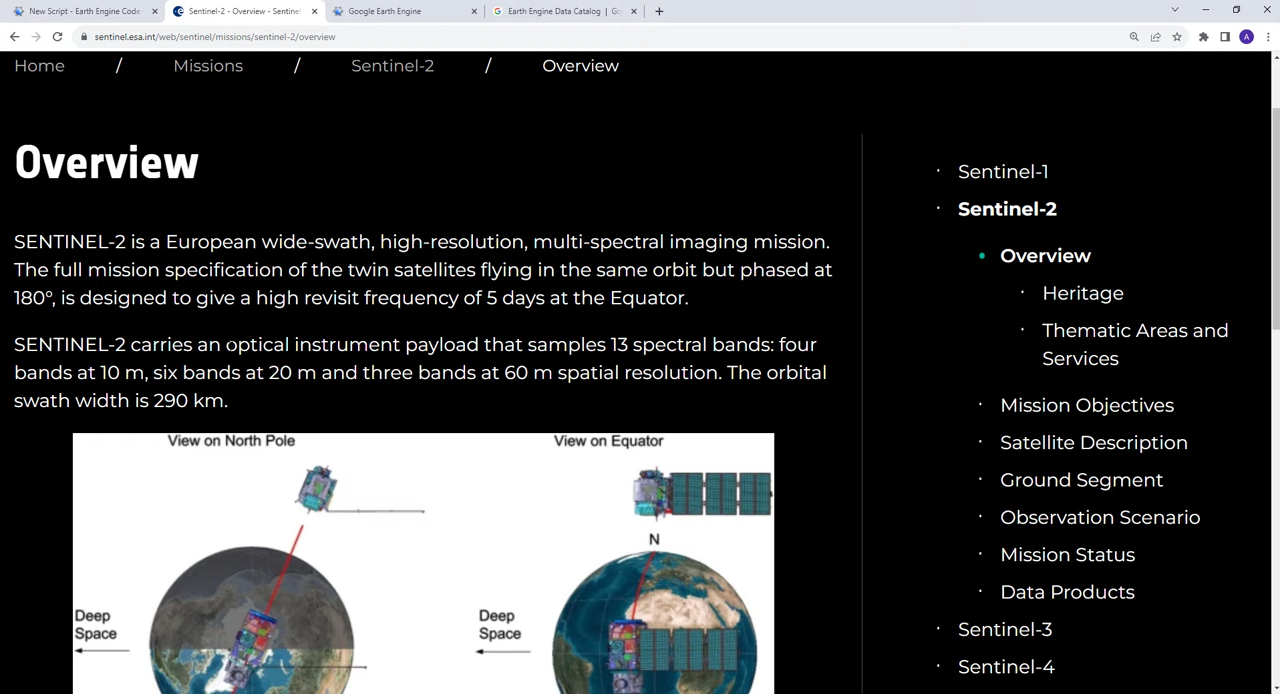 New Script - Earth Engine Code
Sentinel-2 - Overview - Sentine
Google Earth Engine
Earth Engine Data Catalog | Go
sentinel.esa.int/web/sentinel/missions/sentinel-2/overview
A
Home / Missions / Sentinel-2 / Overview
Overview
SENTINEL-2 is a European wide-swath, high-resolution, multi-spectral imaging mission.
The full mission specification of the twin satellites flying in the same orbit but phased at
180°, is designed to give a high revisit frequency of 5 days at the Equator.
SENTINEL-2 carries an optical instrument payload that samples 13 spectral bands: four
bands at 10 m, six bands at 20 m and three bands at 60 m spatial resolution. The orbital
swath width is 290 km.
View on North Pole
View on Equator
N
Deep
Space
Deep
Space
Sentinel-1
Sentinel-2
Overview
Heritage
Thematic Areas and
Services
Mission Objectives
Satellite Description
Ground Segment
Observation Scenario
Mission Status
Data Products
Sentinel-3
Sentinel-4